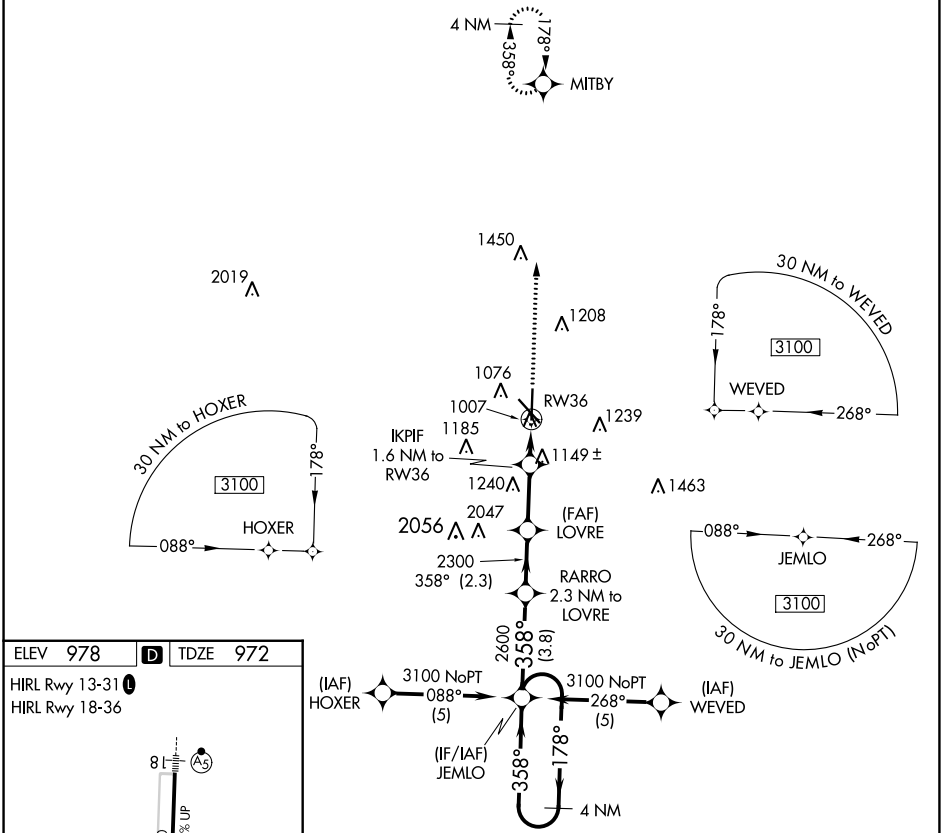 4 NM
178°
358°
MITBY
1450
2019
1208
30 NM to WEVED
178°
3100
WEVED
268°
1076
1007
RW36
1239
IKPIF
1.6 NM to
RW36
1185
1149 ±
1240
1463
30 NM to HOXER
178°
3100
HOXER
088°
2056
2047
(FAF)
LOVRE
2300
358° (2.3)
RARRO
2.3 NM to
LOVRE
088°
268°
JEMLO
3100
30 NM to JEMLO (NoPT)
2600
358°
(3.8)
(IAF)
HOXER
3100 NoPT
088°
(5)
3100 NoPT
268°
(5)
(IAF)
WEVED
(IF/IAF)
JEMLO
358°
178°
4 NM
ELEV 978
D
TDZE 972
HIRL Rwy 13-31 L
HIRL Rwy 18-36
18
A5
% UP